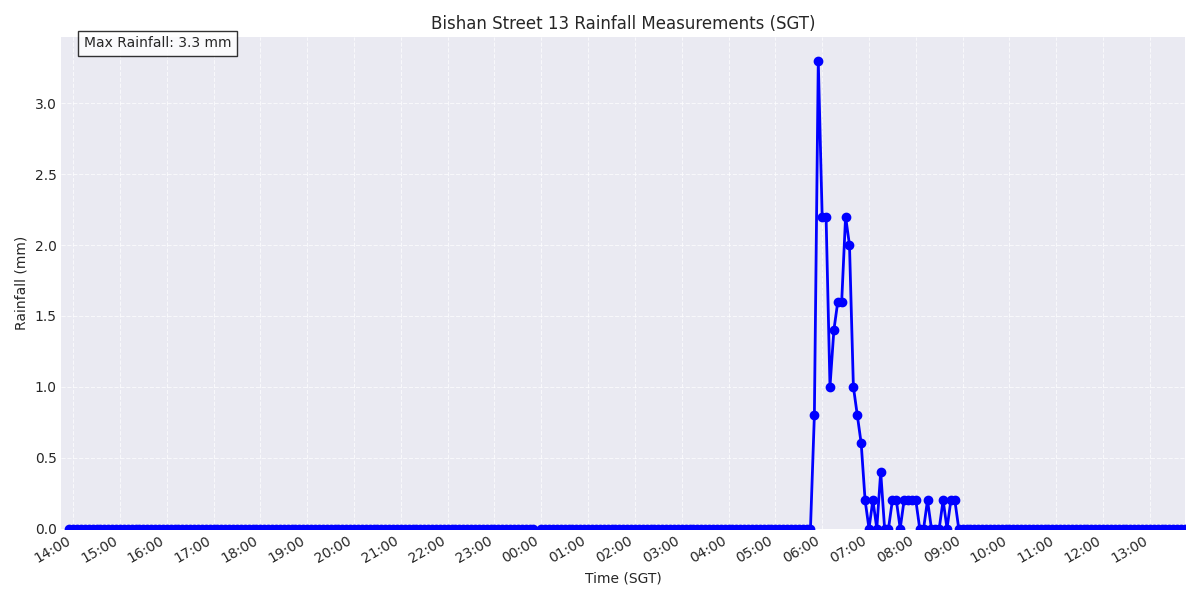 Bishan Street 13 Rainfall Measurements (SGT)
Max Rainfall: 3.3 mm
Rainfall (mm)
3.0
2.5
2.0
1.5
1.0
0.5
0.0
14:00 15:00 16:00 17:00 18:00 19:00 20:00 21:00 22:00 23:00 00:00 01:00 02:00 03:00 04:00 05:00 06:00 07:00 08:00 09:00 10:00 11:00 12:00 13:00
Time (SGT)